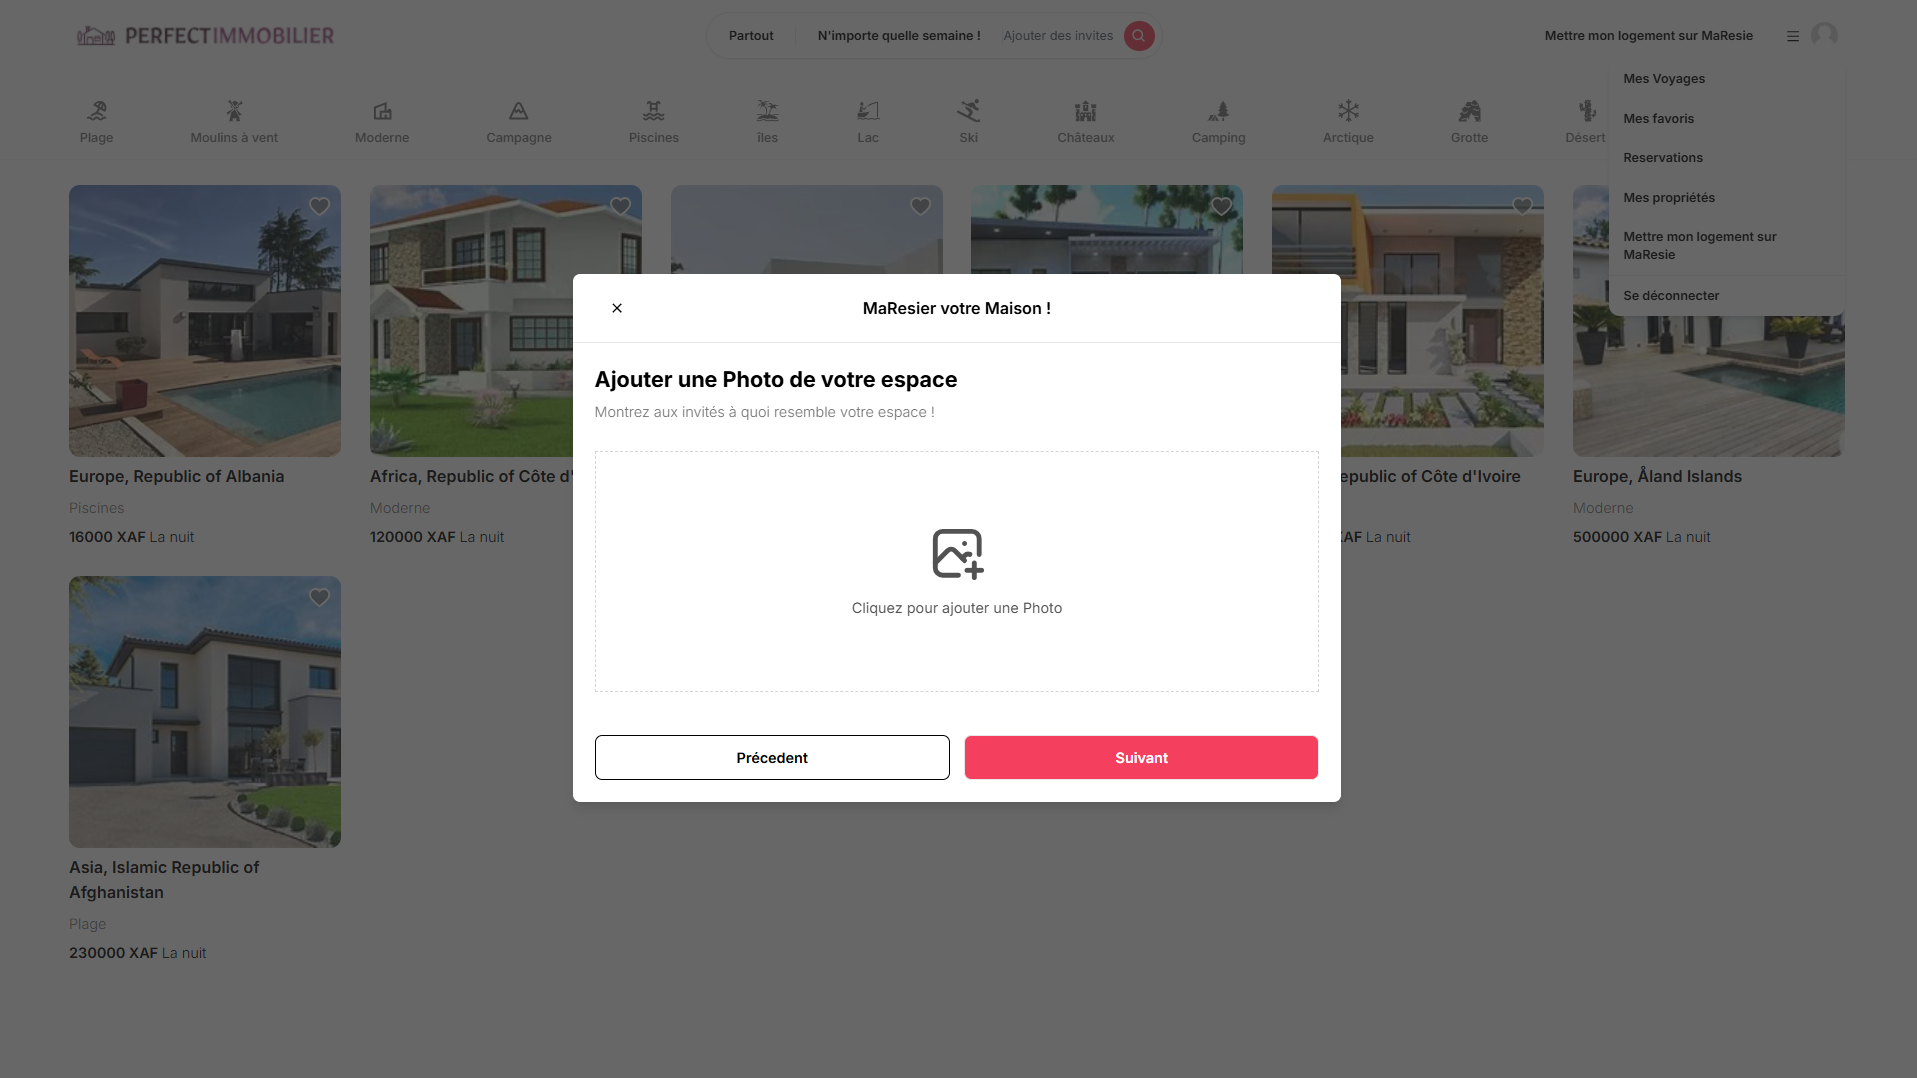 PERFECTIMMOBILIER
Partout
N'importe quelle semaine !
Ajouter des invites
Mettre mon logement sur MaResie
Mes Voyages
Mes favoris
Reservations
Mes propriétés
Mettre mon logement sur
MaResie
Se déconnecter
Plage
Moulins à vent
Moderne
Campagne
Piscines
îles
Lac
Ski
Châteaux
Camping
Arctique
Grotte
Désert
MaResier votre Maison !
Ajouter une Photo de votre espace
Montrez aux invités à quoi resemble votre espace !
Cliquez pour ajouter une Photo
Précedent
Suivant
Europe, Republic of Albania
Piscines
16000 XAF La nuit
Africa, Republic of Côte d'
Moderne
120000 XAF La nuit
epublic of Côte d'Ivoire
XAF La nuit
Europe, Åland Islands
Moderne
500000 XAF La nuit
Asia, Islamic Republic of
Afghanistan
Plage
230000 XAF La nuit